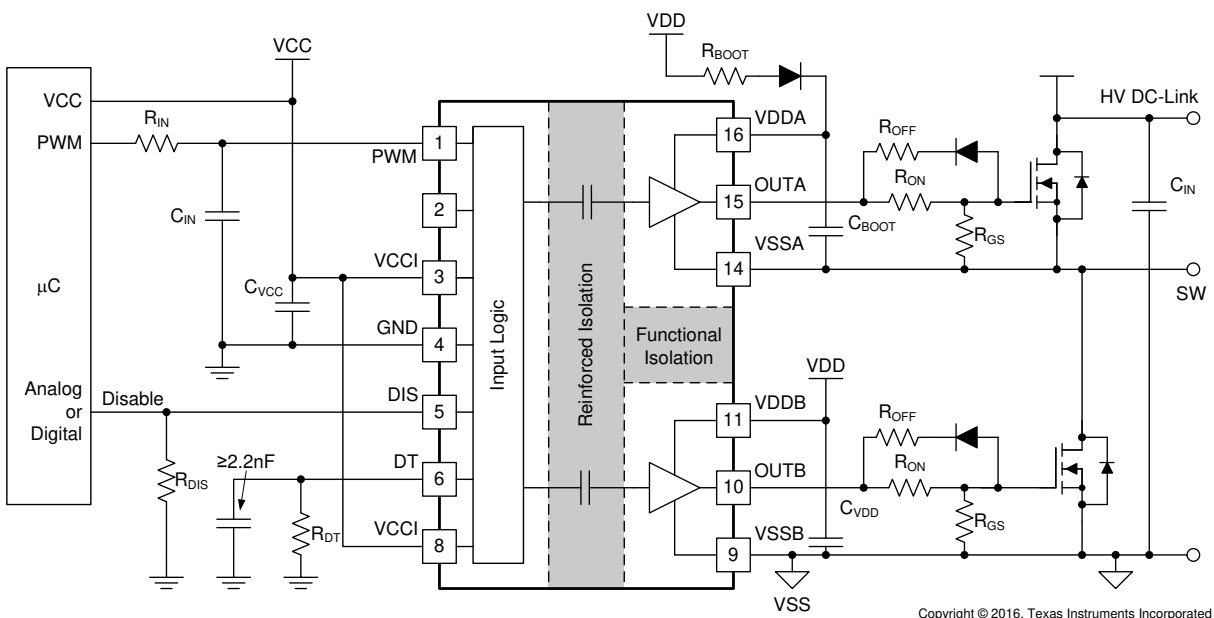 VDD
VCC
RBOOT
VCC
RIN
PWM
μC
CIN
CVCC
Analog
or
Digital
Disable
RDIS
≥2.2nF
RDT
1
PWM
2
VCCI
3
GND
4
DIS
5
DT
6
VCCI
8
Input Logic
Reinforced Isolation
Functional
Isolation
16
VDDA
15
OUTA
14
VSSA
11
VDDB
10
OUTB
9
VSSB
CBOOT
ROFF
RON
RGS
HV DC-Link
CIN
SW
VDD
ROFF
RON
CVDD
RGS
VSS
Copyright © 2016, Texas Instruments Incorporated